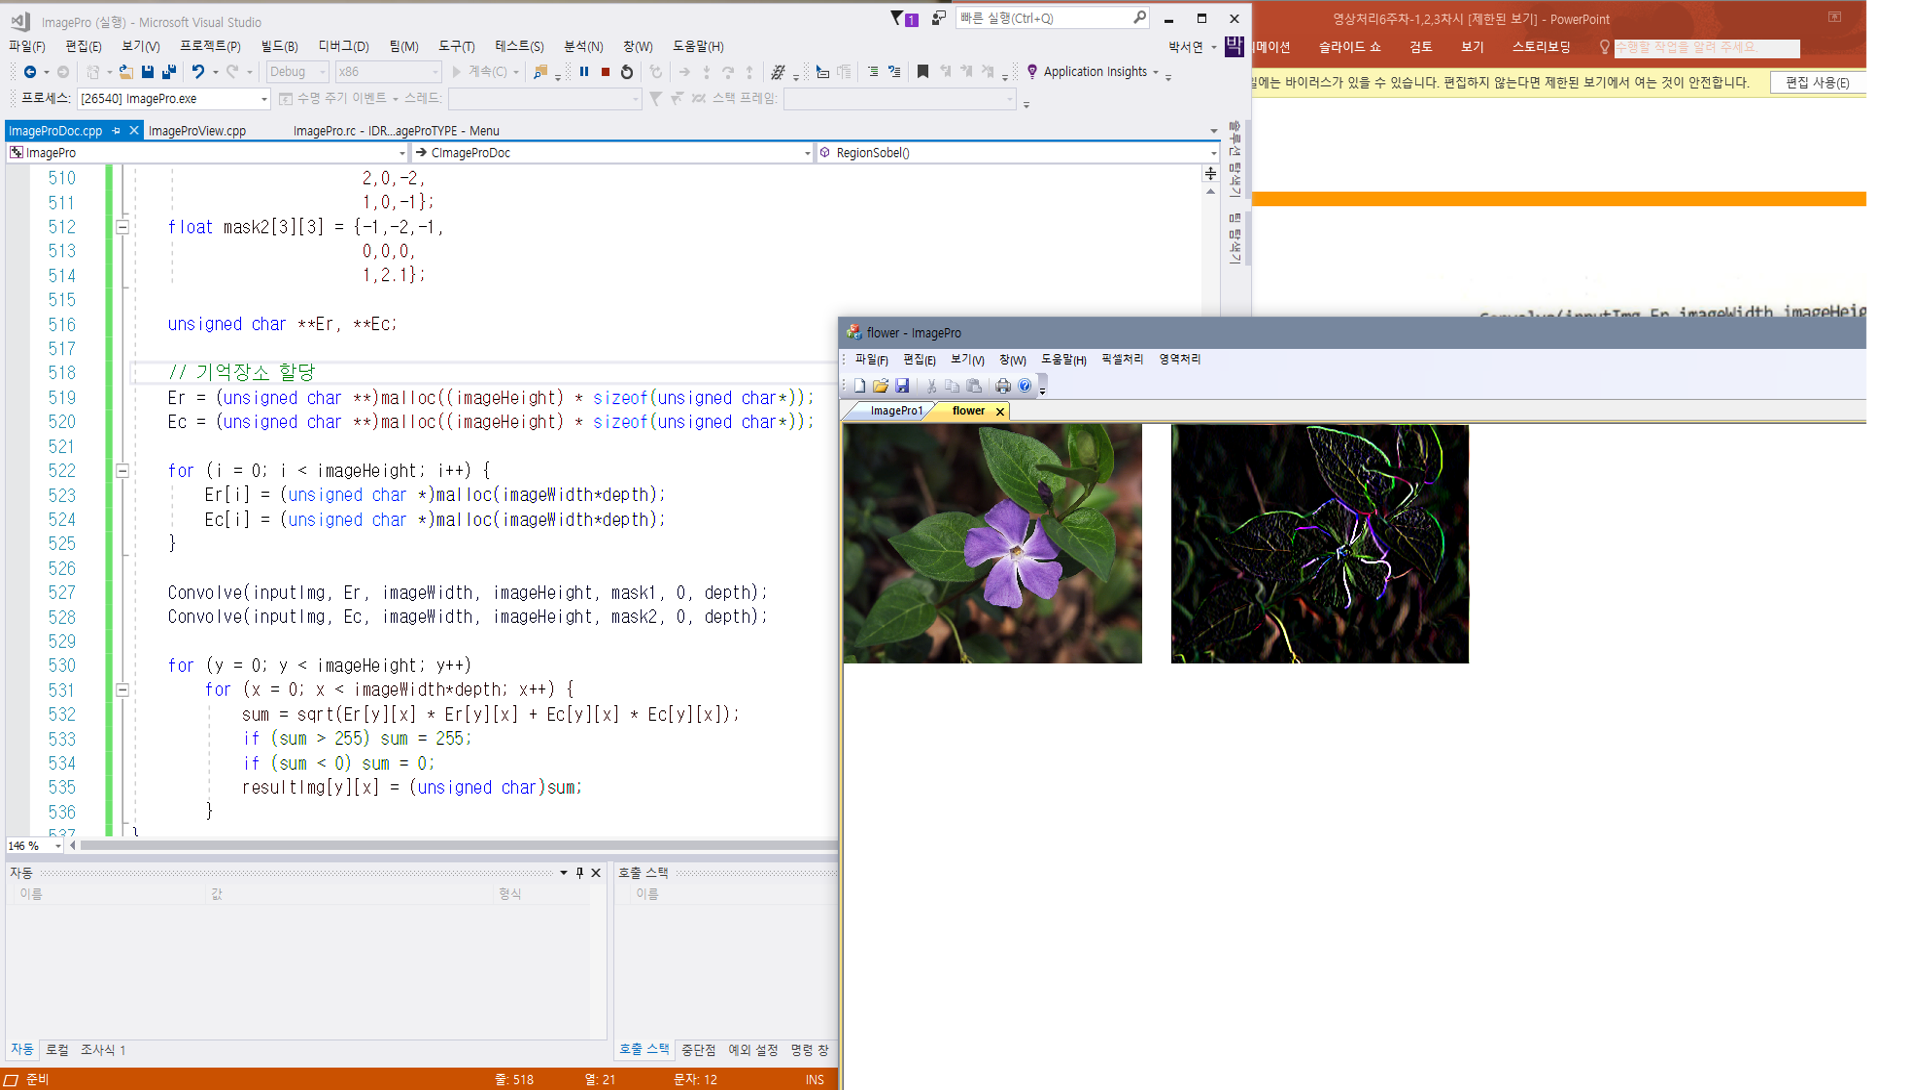 ImagePro (실행) - Microsoft Visual Studio
1
빠른 실행(Ctrl+Q)
파일(F) 편집(E) 보기(V) 프로젝트(P) 빌드(B) 디버그(D) 팀(M) 도구(T) 테스트(S) 분석(N) 창(W) 도움말(H)
박서연 박
Debug x86 계속(C) Application Insights
프로세스: [26540] ImagePro.exe 수명 주기 이벤트 스레드: 스택 프레임:
ImageProDoc.cpp ImageProView.cpp ImagePro.rc - IDR...ageProTYPE - Menu
ImagePro CImageProDoc RegionSobel()
510 2,0,-2,
511 1,0,-1};
512 float mask2[3][3] = {-1,-2,-1,
513 0,0,0,
514 1,2.1};
515
516 unsigned char **Er, **Ec;
517
518 // 기억장소 할당
519 Er = (unsigned char **)malloc((imageHeight) * sizeof(unsigned char*));
520 Ec = (unsigned char **)malloc((imageHeight) * sizeof(unsigned char*));
521
522 for (i = 0; i < imageHeight; i++) {
523 Er[i] = (unsigned char *)malloc(imageWidth*depth);
524 Ec[i] = (unsigned char *)malloc(imageWidth*depth);
525 }
526
527 Convolve(inputImg, Er, imageWidth, imageHeight, mask1, 0, depth);
528 Convolve(inputImg, Ec, imageWidth, imageHeight, mask2, 0, depth);
529
530 for (y = 0; y < imageHeight; y++)
531 for (x = 0; x < imageWidth*depth; x++) {
532 sum = sqrt(Er[y][x] * Er[y][x] + Ec[y][x] * Ec[y][x]);
533 if (sum > 255) sum = 255;
534 if (sum < 0) sum = 0;
535 resultImg[y][x] = (unsigned char)sum;
536 }
537 }
146 %
자동
이름 값 형식
호출 스택
이름
자동 로컬 조사식 1
호출 스택 중단점 예외 설정 명령 창
준비 줄: 518 열: 21 문자: 12 INS
솔루션 탐색기
팀 탐색기
영상처리6주차-1,2,3차시 [제한된 보기] - PowerPoint
메이션 슬라이드 쇼 검토 보기 스토리보딩 수행할 작업을 알려 주세요.
일에는 바이러스가 있을 수 있습니다. 편집하지 않는다면 제한된 보기에서 여는 것이 안전합니다. 편집 사용(E)
Convolve(inputImg, Er, imageWidth, imageHeig
flower - ImagePro
파일(F) 편집(E) 보기(V) 창(W) 도움말(H) 픽셀처리 영역처리
ImagePro1 flower